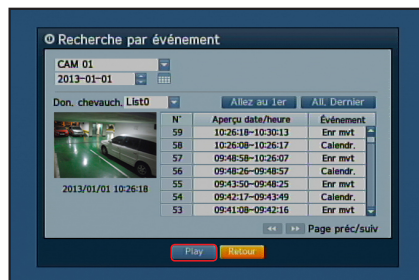 Recherche par événement
CAM 01
2013-01-01
Don. chevauch. List0 Allez au 1er All. Dernier
N° Aperçu date/heure Événement
59 10:26:18~10:30:13 Enr mvt
58 10:26:08~10:26:17 Calendr.
57 09:48:58~10:26:07 Enr mvt
56 09:48:26~09:48:57 Calendr.
55 09:43:50~09:48:25 Enr mvt
54 09:42:17~09:43:49 Calendr.
53 09:41:08~09:42:16 Enr mvt
2013/01/01 10:26:18
Page préc/suiv
Play Retour